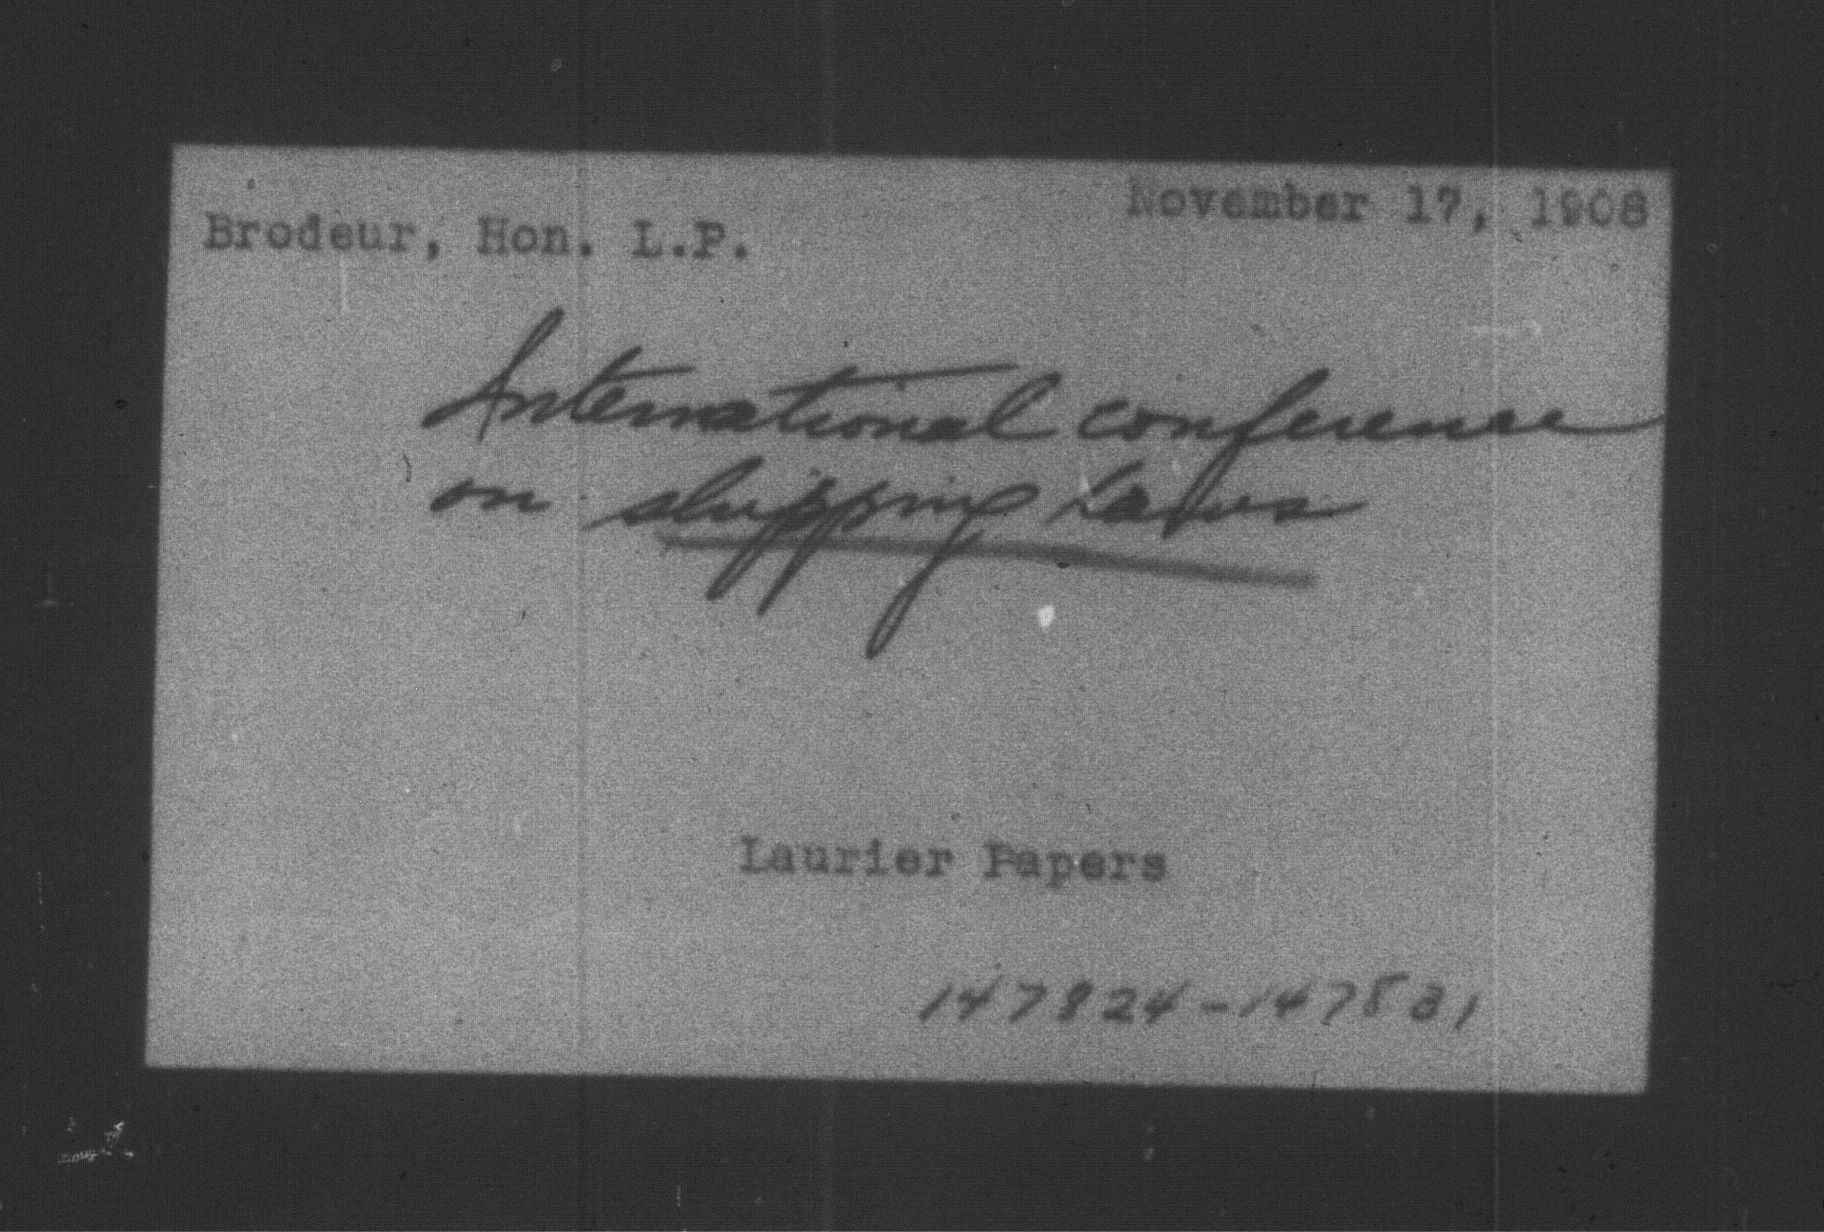 November 17, 1908
Brodeur, Hon. L.P.
International conference
on shipping laws
Laurier Papers
147824-147831